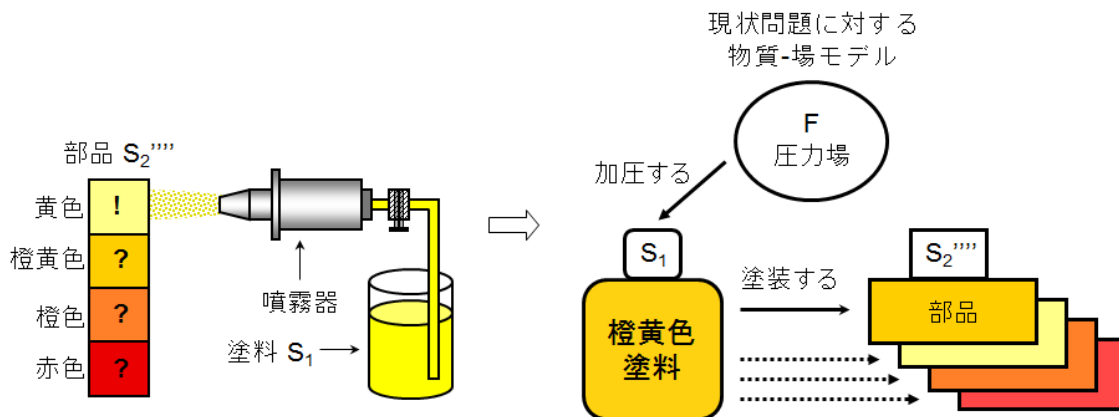 現状問題に対する
物質-場モデル
F
圧力場
加圧する
部品 S₂''''
黄色
!
橙黄色
?
橙色
?
赤色
?
噴霧器
塗料 S₁
S₁
橙黄色
塗料
塗装する
S₂''''
部品